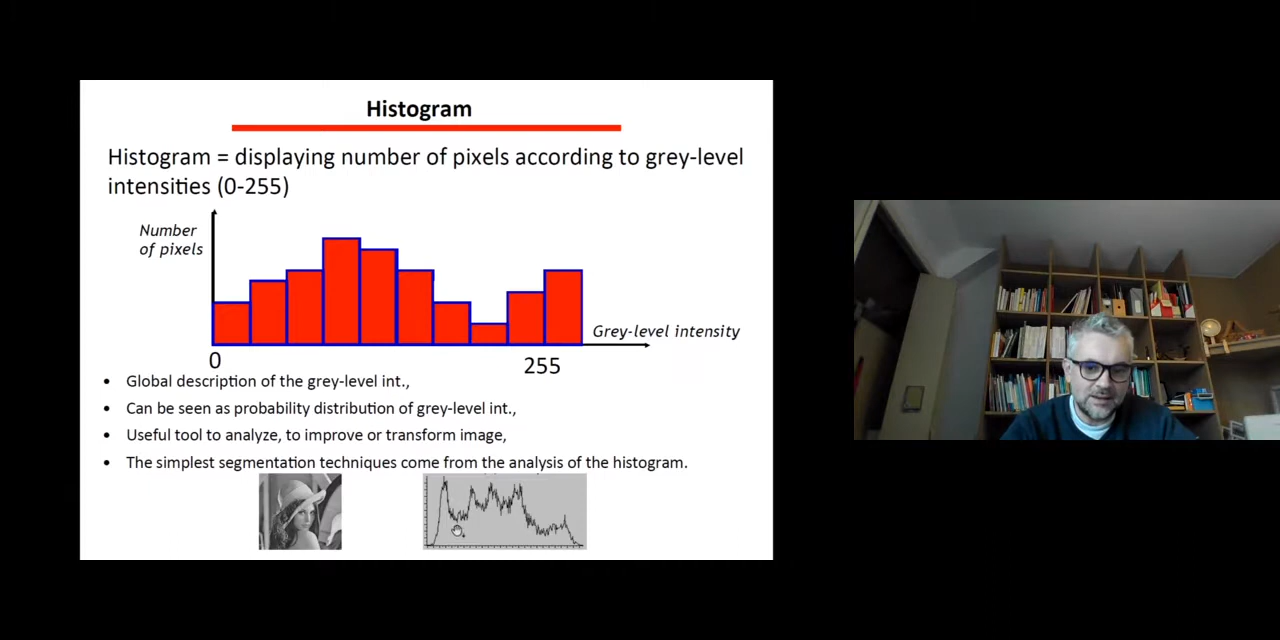 Histogram
Histogram = displaying number of pixels according to grey-level
intensities (0-255)
Number
of pixels
Grey-level intensity
0
255
• Global description of the grey-level int.,
• Can be seen as probability distribution of grey-level int.,
• Useful tool to analyze, to improve or transform image,
• The simplest segmentation techniques come from the analysis of the histogram.